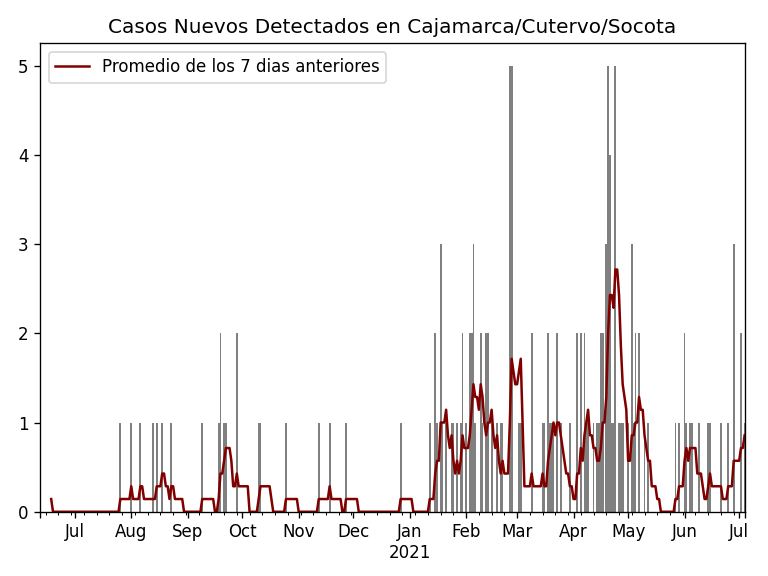 Casos Nuevos Detectados en Cajamarca/Cutervo/Socota
Promedio de los 7 dias anteriores
5
4
3
2
1
0
Jul Aug Sep Oct Nov Dec Jan Feb Mar Apr May Jun Jul
2021